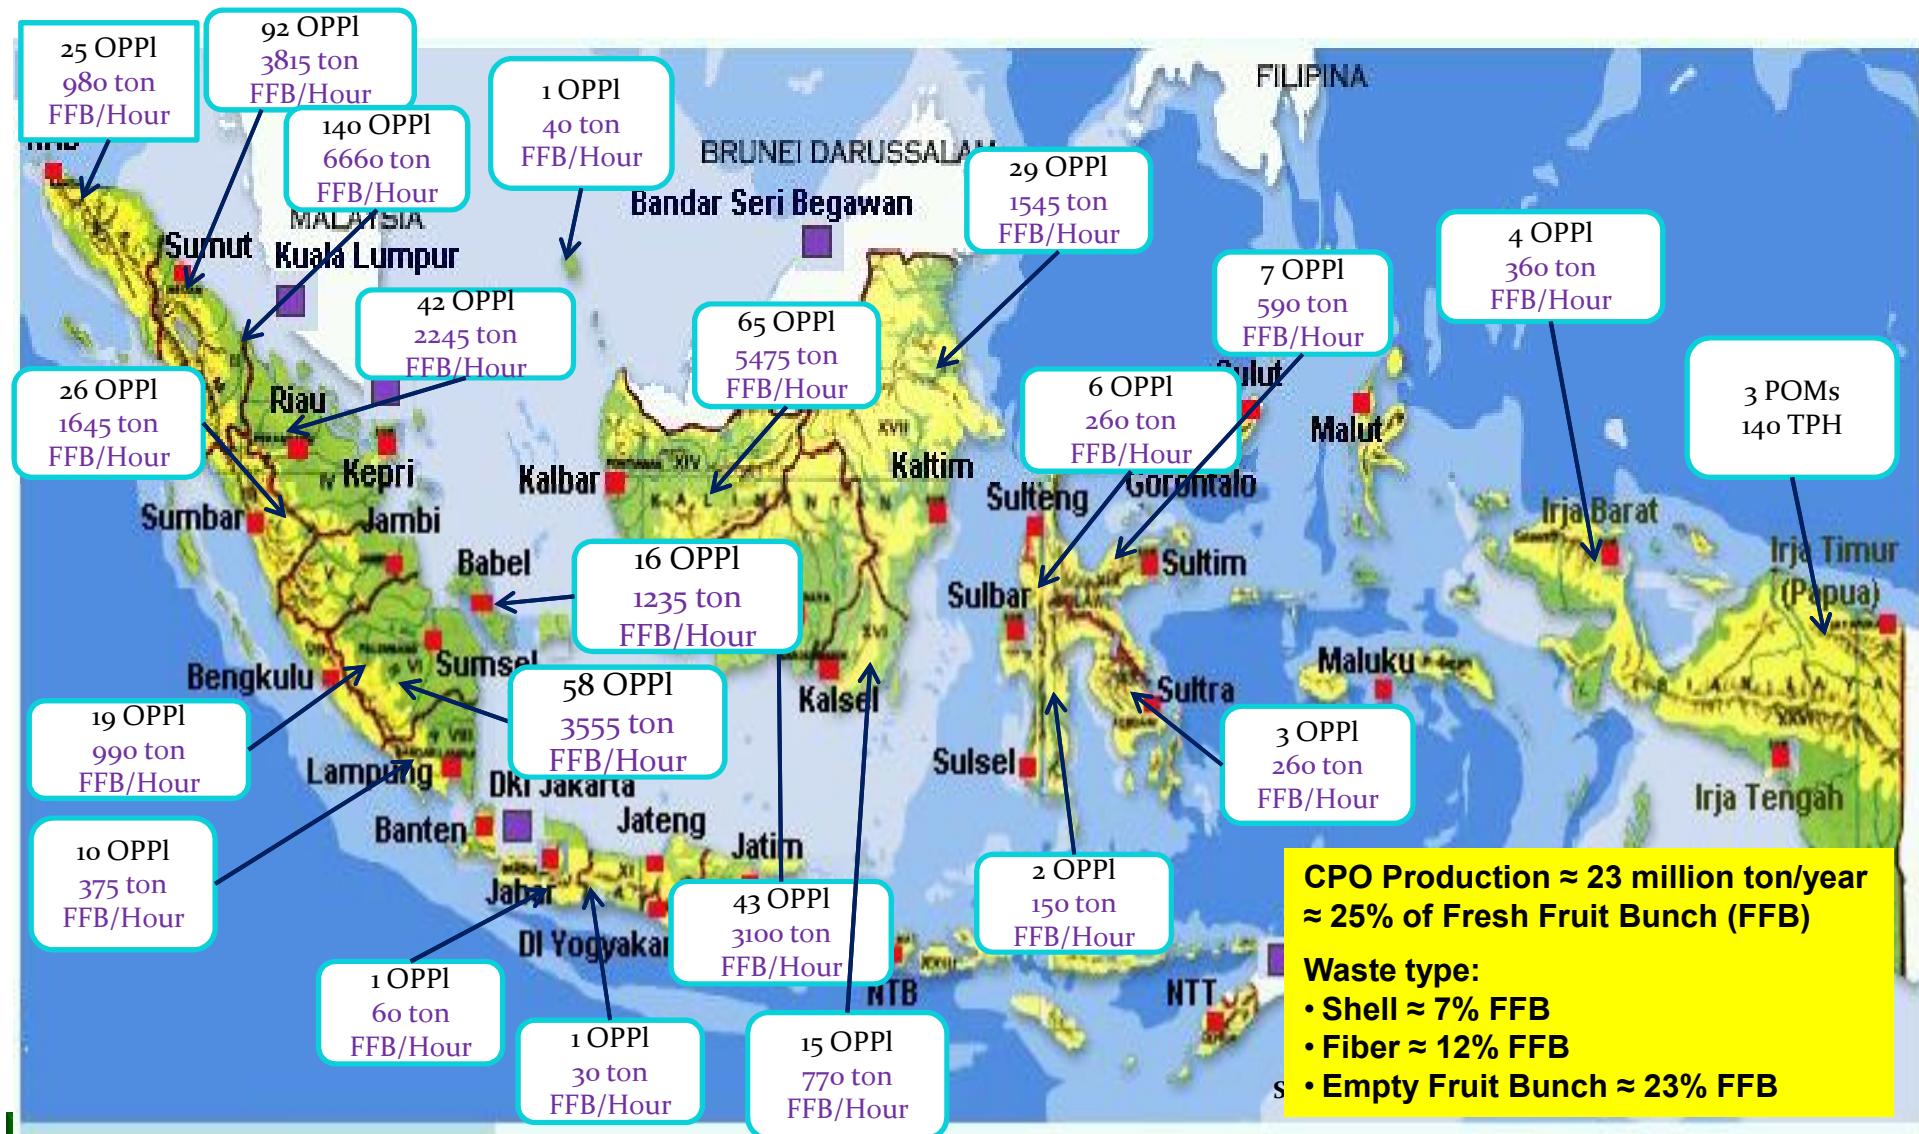 25 OPPl
980 ton
FFB/Hour
92 OPPl
3815 ton
FFB/Hour
140 OPPl
6660 ton
FFB/Hour
1 OPPl
40 ton
FFB/Hour
FILIPINA
BRUNEI DARUSSALAM
Bandar Seri Begawan
29 OPPl
1545 ton
FFB/Hour
MALAYSIA
Kuala Lumpur
Sumut
4 OPPl
360 ton
FFB/Hour
7 OPPl
590 ton
FFB/Hour
42 OPPl
2245 ton
FFB/Hour
65 OPPl
5475 ton
FFB/Hour
3 POMs
140 TPH
26 OPPl
1645 ton
FFB/Hour
Riau
6 OPPl
260 ton
FFB/Hour
Sulut
Malut
Kepri
Kalbar
XIV
XVII
Kaltim
KALIMANTAN
Sulteng
Gorontalo
Sumbar
Jambi
Irja Barat
Irja Timur
(Papua)
Babel
16 OPPl
1235 ton
FFB/Hour
Sultim
Sulbar
XVI
Bengkulu
Sumsel
VI
Kalsel
Maluku
Sultra
58 OPPl
3555 ton
FFB/Hour
19 OPPl
990 ton
FFB/Hour
3 OPPl
260 ton
FFB/Hour
VIII
Lampung
Sulsel
Irja Tengah
DKI Jakarta
Banten
Jateng
Jatim
XI
10 OPPl
375 ton
FFB/Hour
Jabar
43 OPPl
3100 ton
FFB/Hour
2 OPPl
150 ton
FFB/Hour
DI Yogyakar
NTB
NTT
1 OPPl
60 ton
FFB/Hour
1 OPPl
30 ton
FFB/Hour
15 OPPl
770 ton
FFB/Hour
CPO Production ≈ 23 million ton/year
≈ 25% of Fresh Fruit Bunch (FFB)
Waste type:
• Shell ≈ 7% FFB
• Fiber ≈ 12% FFB
• Empty Fruit Bunch ≈ 23% FFB